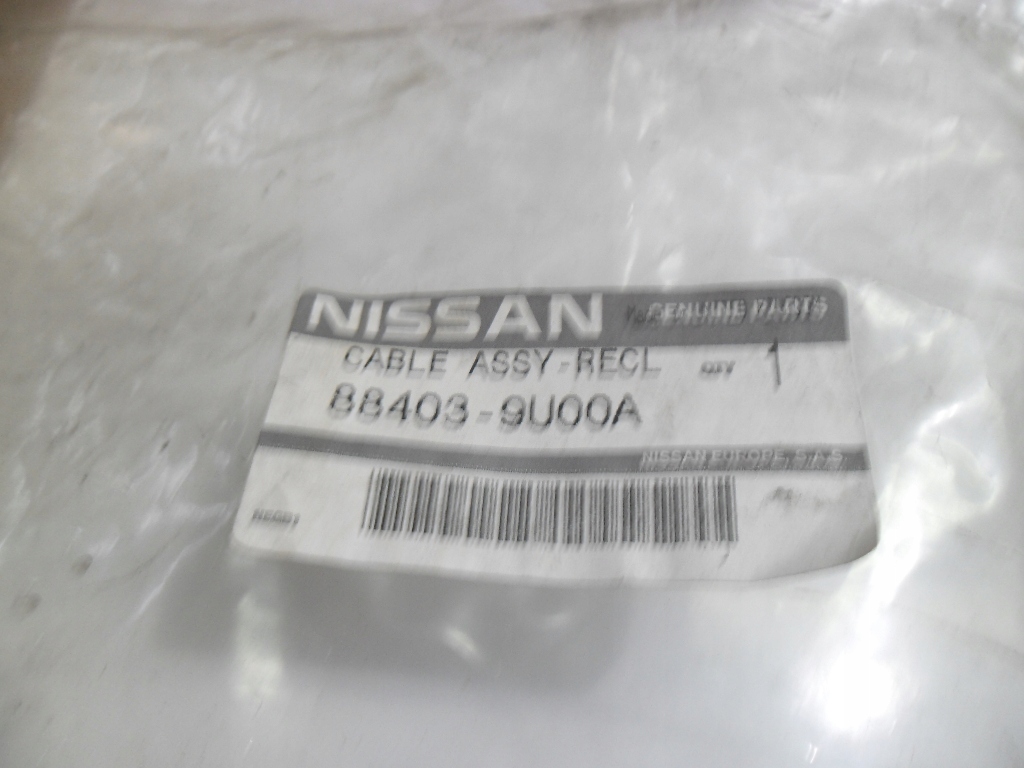 NISSAN GENUINE PARTS
CABLE ASSY-RECL QTY 1
88403-9U00A
NISSAN EUROPE, S.A.S.